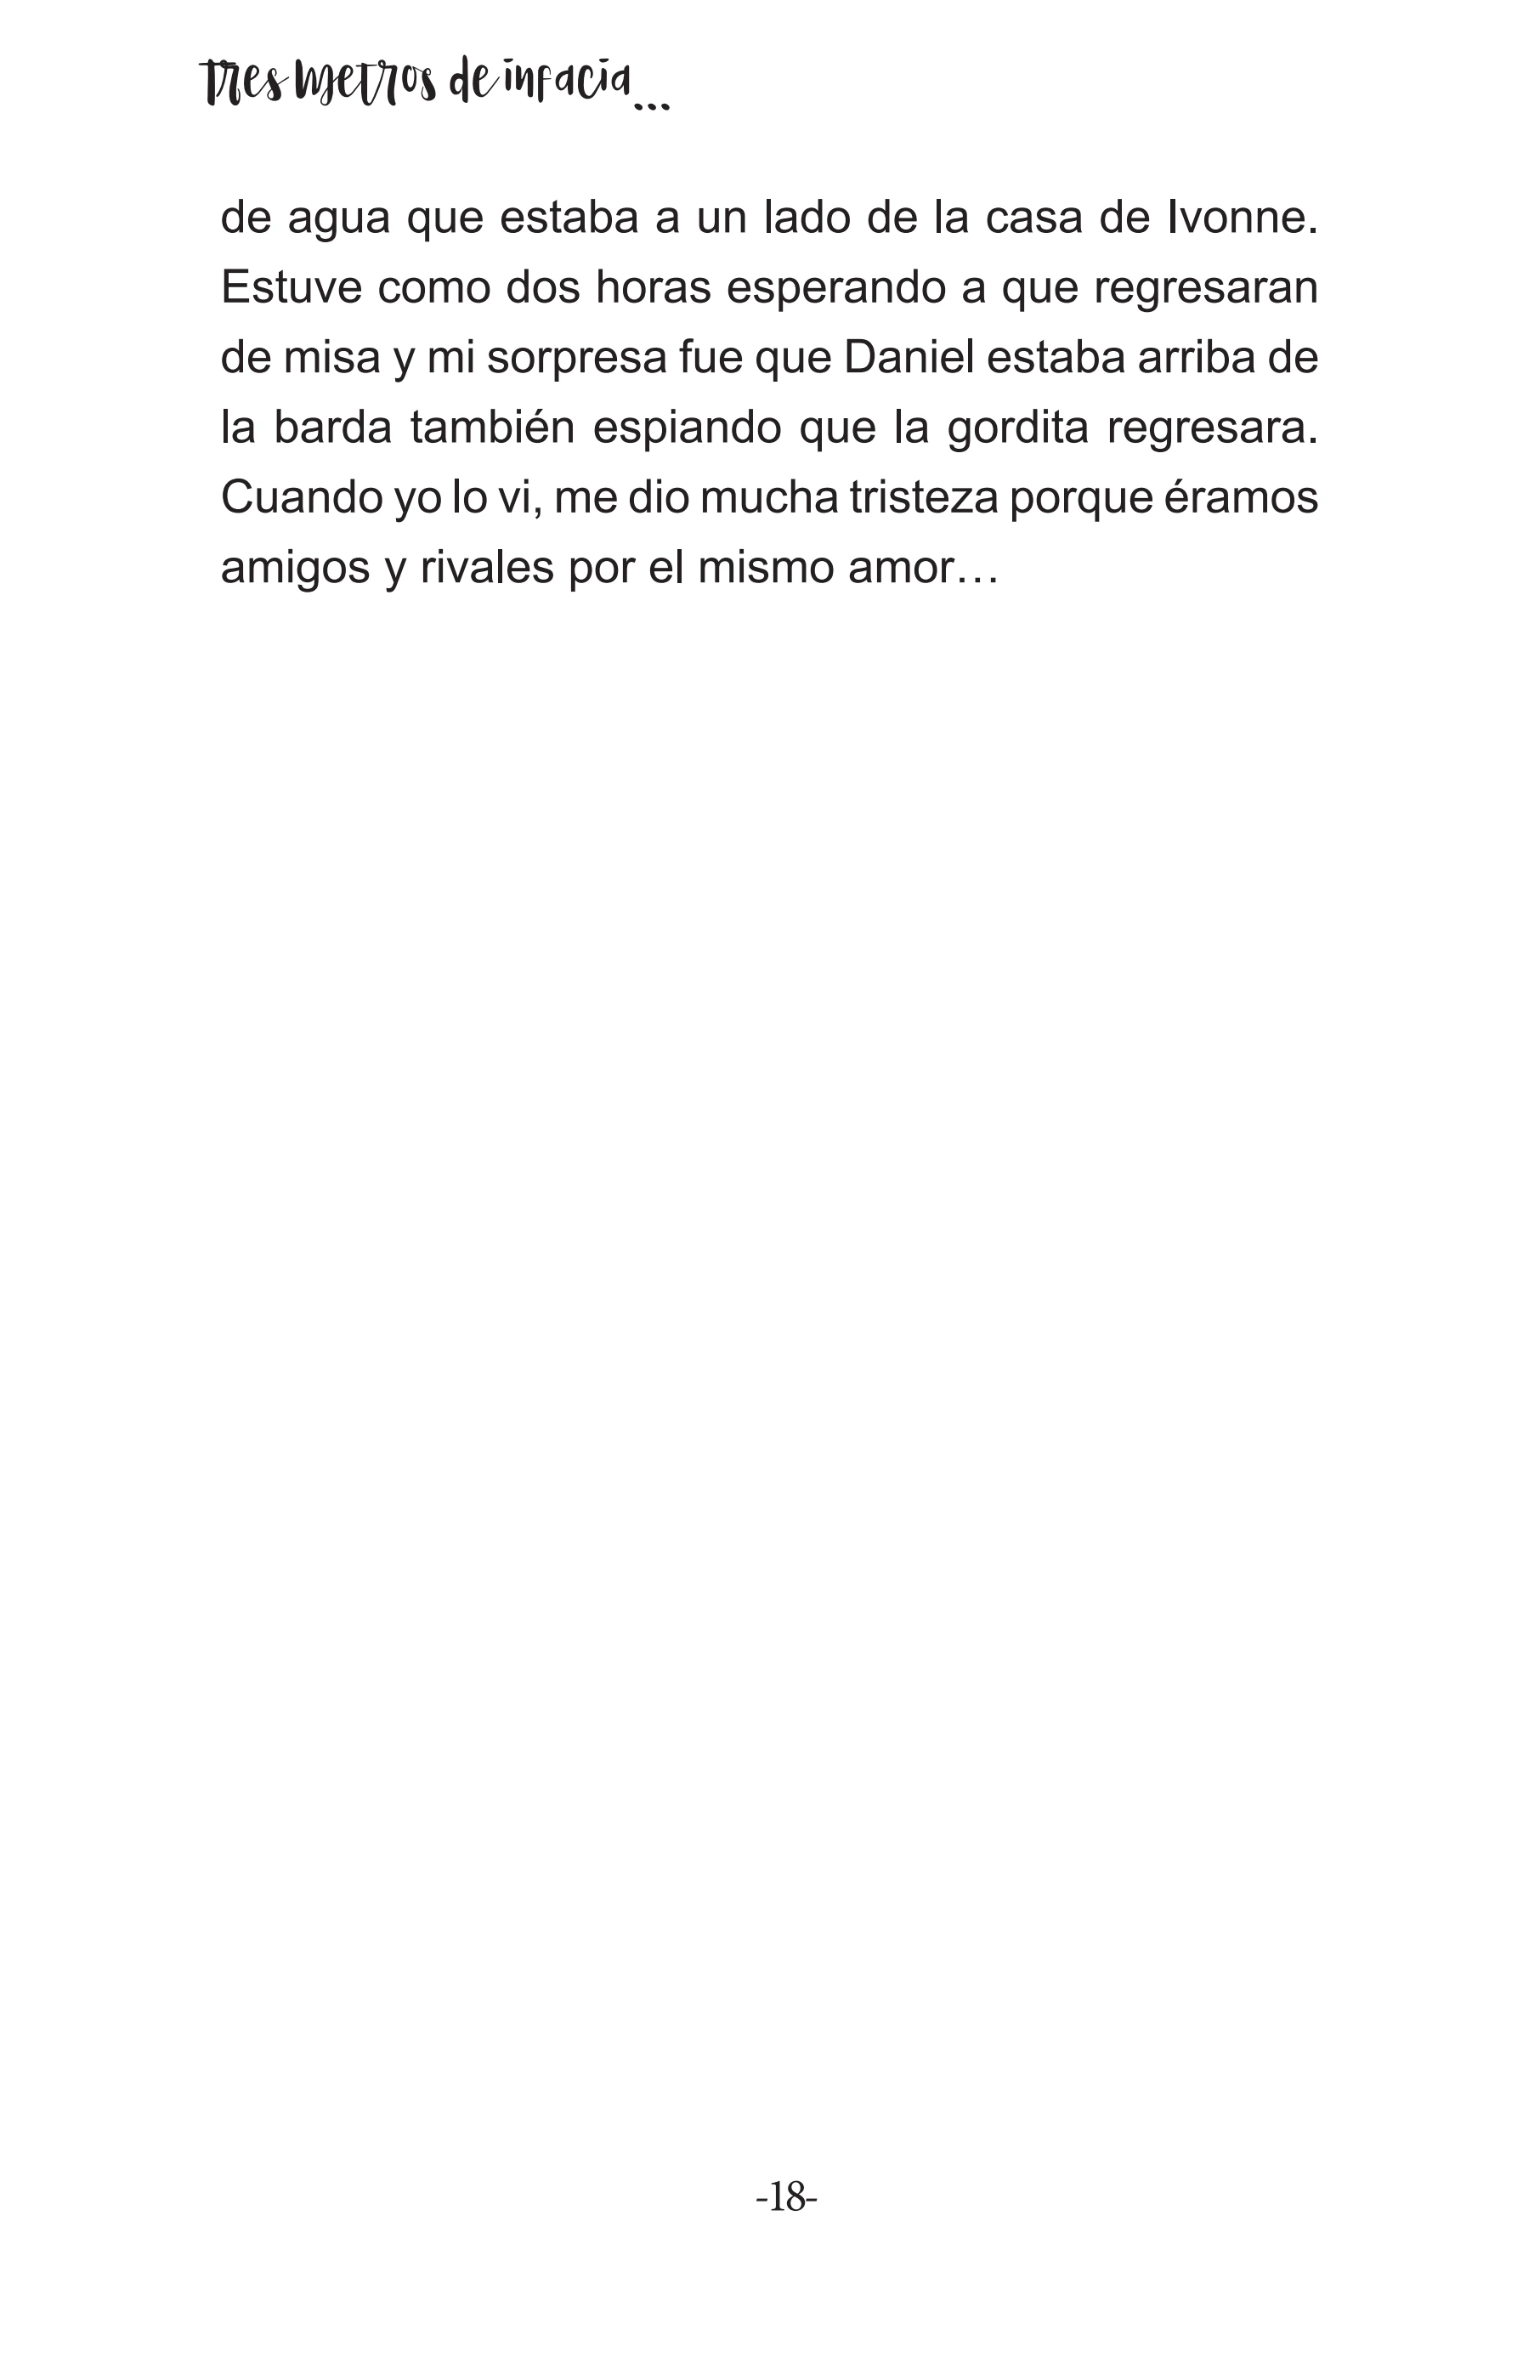 Tres metros de infacia...
de agua que estaba a un lado de la casa de Ivonne.
Estuve como dos horas esperando a que regresaran
de misa y mi sorpresa fue que Daniel estaba arriba de
la barda también espiando que la gordita regresara.
Cuando yo lo vi, me dio mucha tristeza porque éramos
amigos y rivales por el mismo amor…
-18-